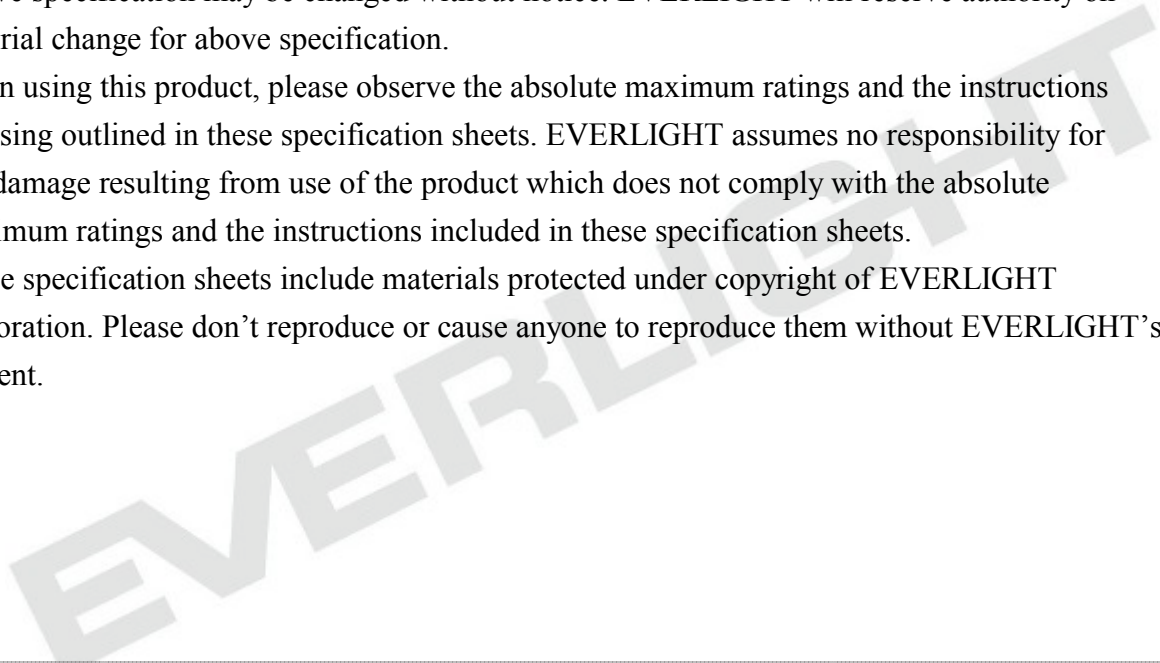 ve specification may be changed without notice. EVERLIGHT will reserve authority on
rial change for above specification.
n using this product, please observe the absolute maximum ratings and the instructions
sing outlined in these specification sheets. EVERLIGHT assumes no responsibility for
damage resulting from use of the product which does not comply with the absolute
mum ratings and the instructions included in these specification sheets.
e specification sheets include materials protected under copyright of EVERLIGHT
oration. Please don’t reproduce or cause anyone to reproduce them without EVERLIGHT’s
ent.
EVERLIGHT